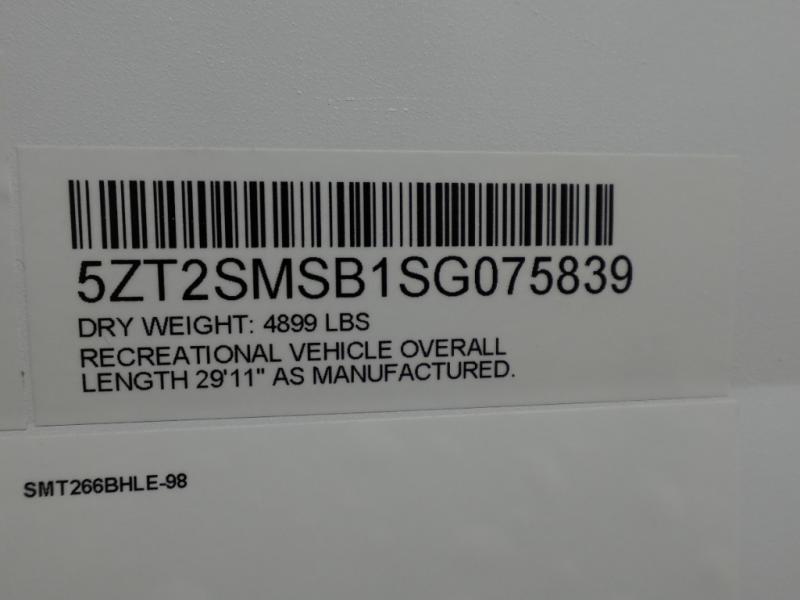 5ZT2SMSB1SG075839
DRY WEIGHT: 4899 LBS
RECREATIONAL VEHICLE OVERALL
LENGTH 29'11" AS MANUFACTURED.
SMT266BHLE-98